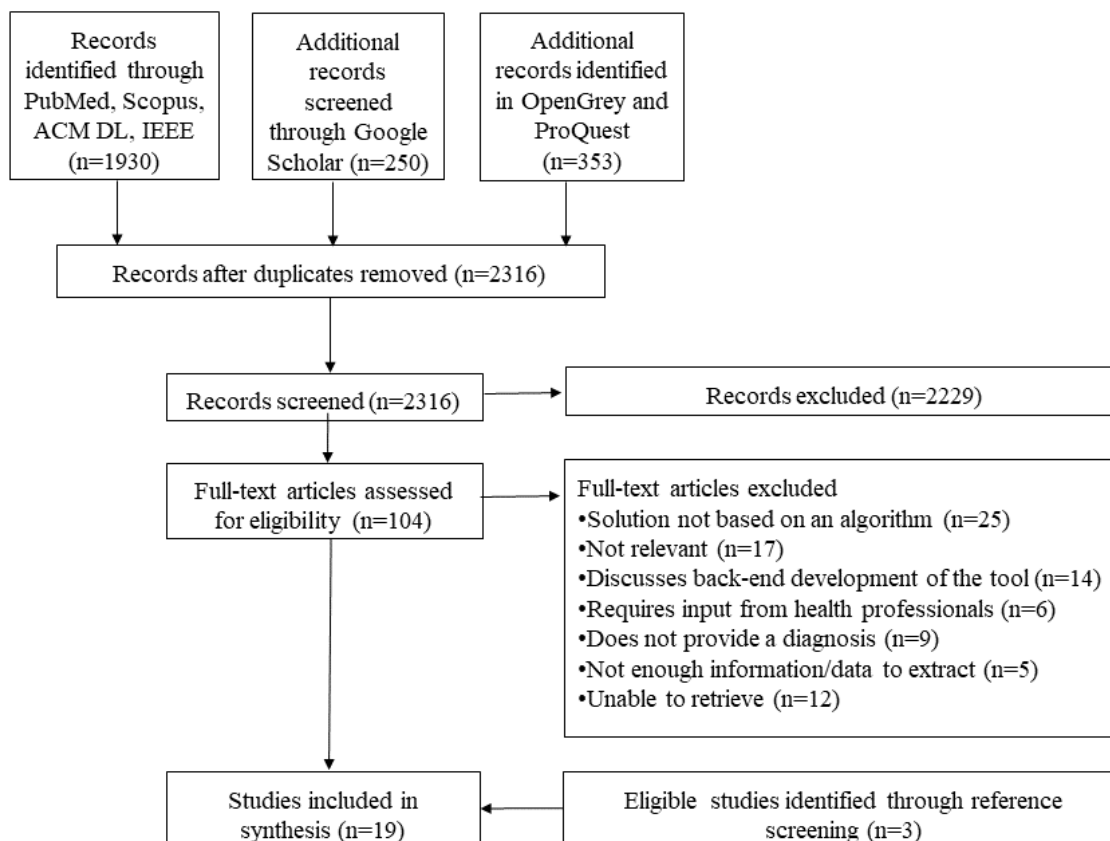 Records
identified through
PubMed, Scopus,
ACM DL, IEEE
(n=1930)
Additional
records
screened
through Google
Scholar (n=250)
Additional
records identified
in OpenGrey and
ProQuest
(n=353)
Records after duplicates removed (n=2316)
Records screened (n=2316)
Records excluded (n=2229)
Full-text articles assessed
for eligibility (n=104)
Full-text articles excluded
•Solution not based on an algorithm (n=25)
•Not relevant (n=17)
•Discusses back-end development of the tool (n=14)
•Requires input from health professionals (n=6)
•Does not provide a diagnosis (n=9)
•Not enough information/data to extract (n=5)
•Unable to retrieve (n=12)
Studies included in
synthesis (n=19)
Eligible studies identified through reference
screening (n=3)